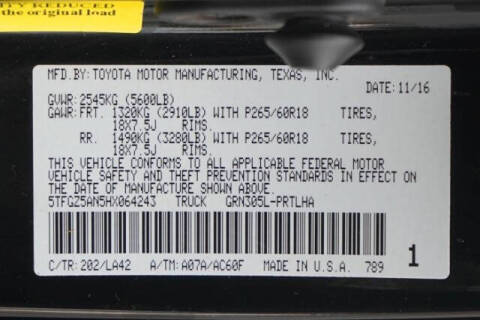 ITY REDUCED
the original load
MFD.BY: TOYOTA MOTOR MANUFACTURING, TEXAS, INC.
DATE: 11/16
GVWR: 2545KG (5600LB)
GAWR: FRT. 1320KG (2910LB) WITH P265/60R18 TIRES,
18X7.5J RIMS.
RR. 1490KG (3280LB) WITH P265/60R18 TIRES,
18X7.5J RIMS.
THIS VEHICLE CONFORMS TO ALL APPLICABLE FEDERAL MOTOR
VEHICLE SAFETY AND THEFT PREVENTION STANDARDS IN EFFECT ON
THE DATE OF MANUFACTURE SHOWN ABOVE.
5TFGZ5AN5HX064243 TRUCK GRN305L-PRTLHA
1
C/TR: 202/LA42 A/TM: A07A/AC60F MADE IN U.S.A. 789